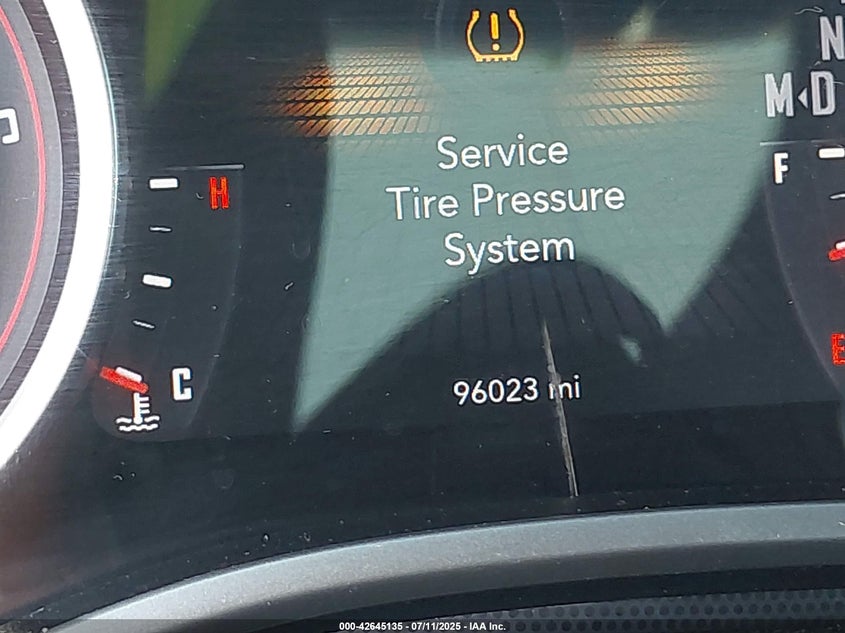 N
M◂D
H
Service
Tire Pressure
System
F
C
96023 mi
E
000-42645135 - 07/11/2025 - IAA Inc.